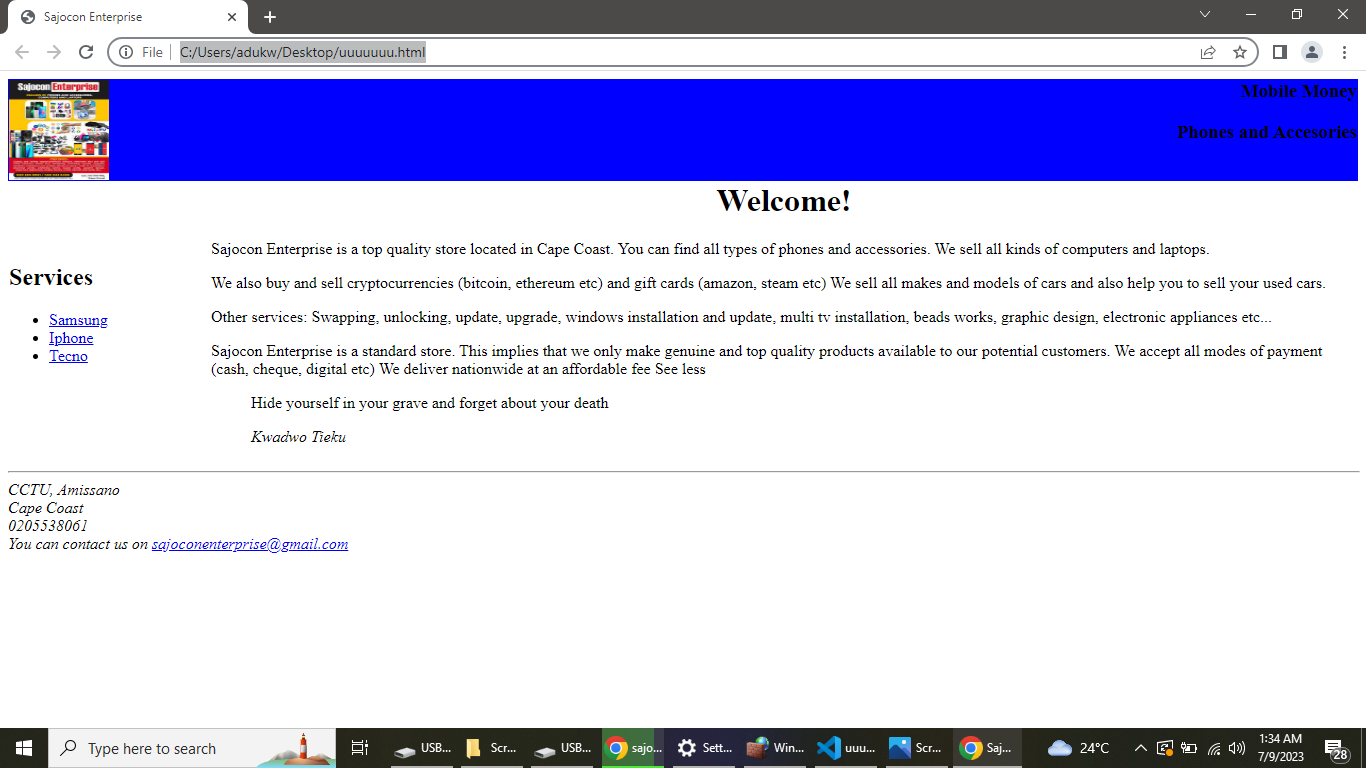 Sajocon Enterprise
File
C:/Users/adukw/Desktop/uuuuuuu.html
Sajocon Enterprise
Mobile Money
Phones and Accesories
Welcome!
Sajocon Enterprise is a top quality store located in Cape Coast. You can find all types of phones and accessories. We sell all kinds of computers and laptops.
Services
We also buy and sell cryptocurrencies (bitcoin, ethereum etc) and gift cards (amazon, steam etc) We sell all makes and models of cars and also help you to sell your used cars.
Samsung
Iphone
Tecno
Other services: Swapping, unlocking, update, upgrade, windows installation and update, multi tv installation, beads works, graphic design, electronic appliances etc...
Sajocon Enterprise is a standard store. This implies that we only make genuine and top quality products available to our potential customers. We accept all modes of payment
(cash, cheque, digital etc) We deliver nationwide at an affordable fee See less
Hide yourself in your grave and forget about your death
Kwadwo Tieku
CCTU, Amissano
Cape Coast
0205538061
You can contact us on sajoconenterprise@gmail.com
Type here to search
USB...
Scr...
USB...
sajo...
Sett...
Win...
uuu...
Scr...
Saj...
24°C
1:34 AM
7/9/2023
28